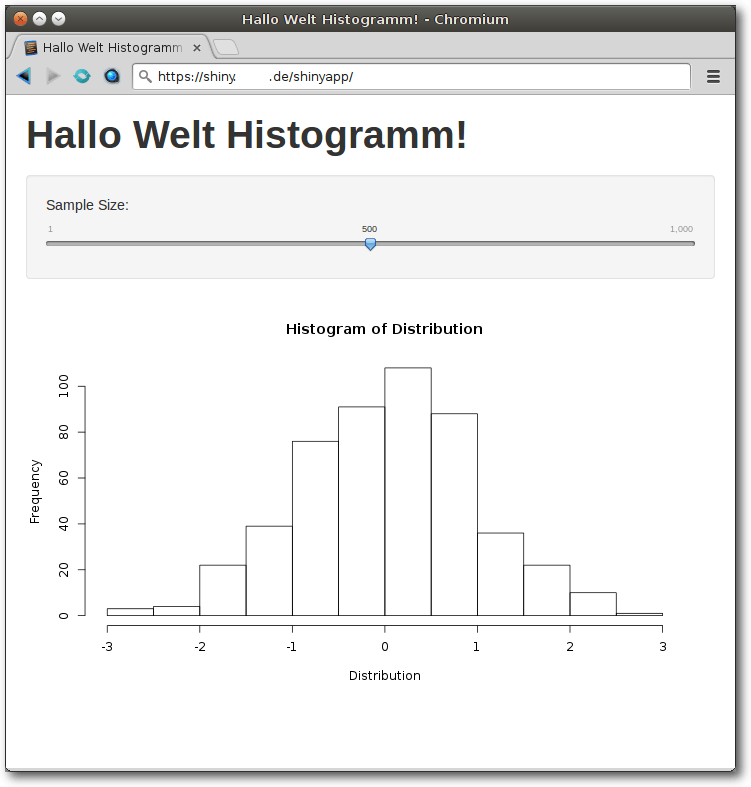 Hallo Welt Histogramm! - Chromium
Hallo Welt Histogramm
https://shiny. .de/shinyapp/
Hallo Welt Histogramm!
Sample Size:
1 500 1,000
Histogram of Distribution
Frequency
100
80
60
40
20
0
-3 -2 -1 0 1 2 3
Distribution